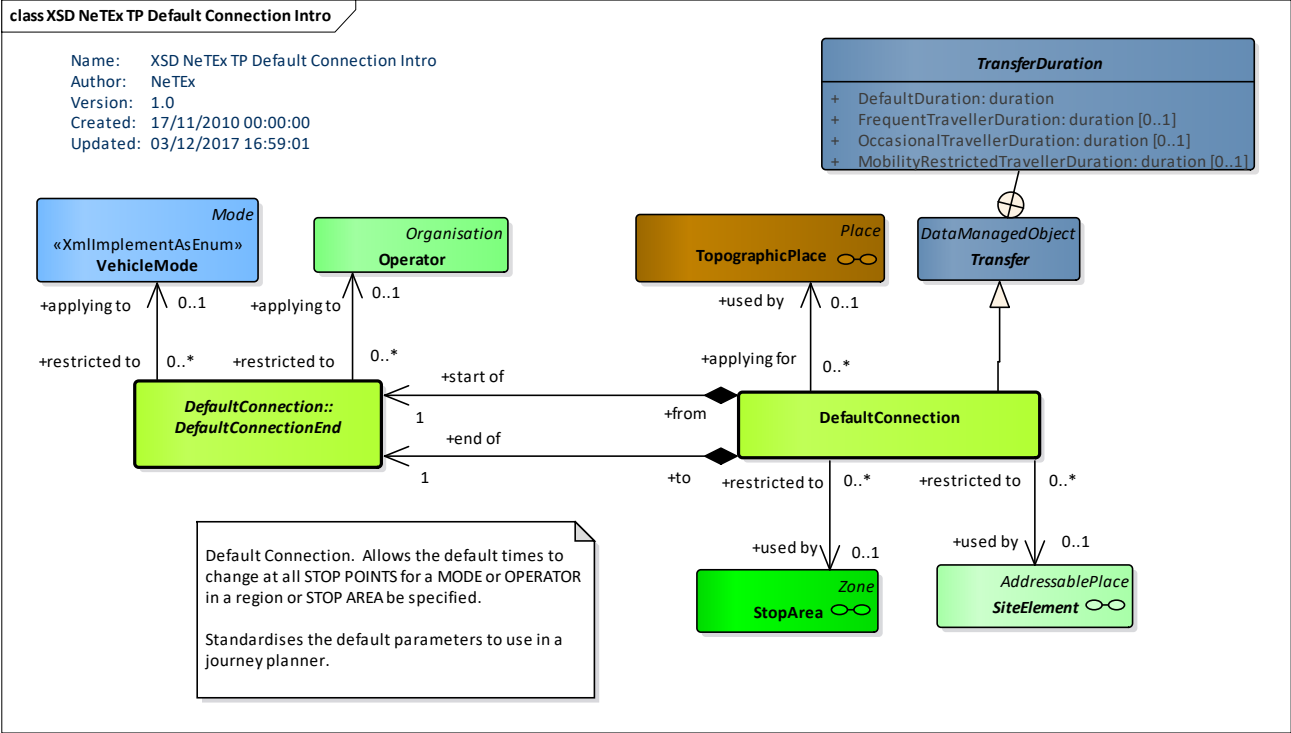 class XSD NeTEx TP Default Connection Intro
Name: XSD NeTEx TP Default Connection Intro
Author: NeTEx
Version: 1.0
Created: 17/11/2010 00:00:00
Updated: 03/12/2017 16:59:01
TransferDuration
+ DefaultDuration: duration
+ FrequentTravellerDuration: duration [0..1]
+ OccasionalTravellerDuration: duration [0..1]
+ MobilityRestrictedTravellerDuration: duration [0..1]
Mode
«XmlImplementAsEnum»
VehicleMode
Organisation
Operator
Place
TopographicPlace
DataManagedObject
Transfer
+applying to
0..1
+applying to
0..1
+used by
0..1
+restricted to
0..*
+restricted to
0..*
+applying for
0..*
DefaultConnection::
DefaultConnectionEnd
+start of
1
+from
+end of
1
+to
DefaultConnection
+restricted to
0..*
+restricted to
0..*
+used by
0..1
+used by
0..1
Zone
StopArea
AddressablePlace
SiteElement
Default Connection. Allows the default times to
change at all STOP POINTS for a MODE or OPERATOR
in a region or STOP AREA be specified.
Standardises the default parameters to use in a
journey planner.